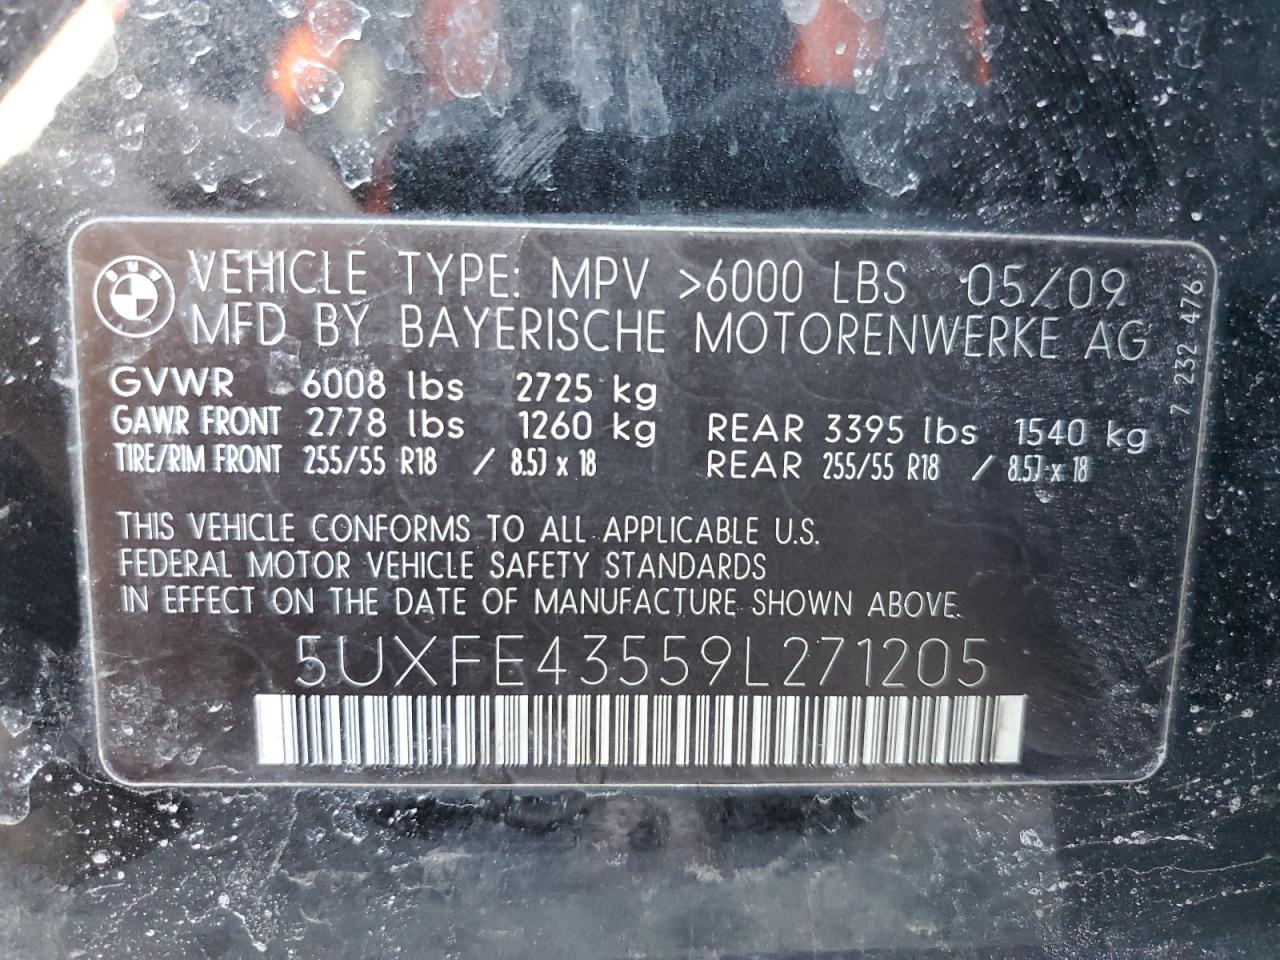 BMW
VEHICLE TYPE: MPV >6000 LBS 05/09
MFD BY BAYERISCHE MOTORENWERKE AG
GVWR 6008 lbs 2725 kg
GAWR FRONT 2778 lbs 1260 kg REAR 3395 lbs 1540 kg
TIRE/RIM FRONT 255/55 R18 / 8.5J x 18 REAR 255/55 R18 / 8.5J x 18
THIS VEHICLE CONFORMS TO ALL APPLICABLE U.S.
FEDERAL MOTOR VEHICLE SAFETY STANDARDS
IN EFFECT ON THE DATE OF MANUFACTURE SHOWN ABOVE.
5UXFE43559L271205
7 232 476